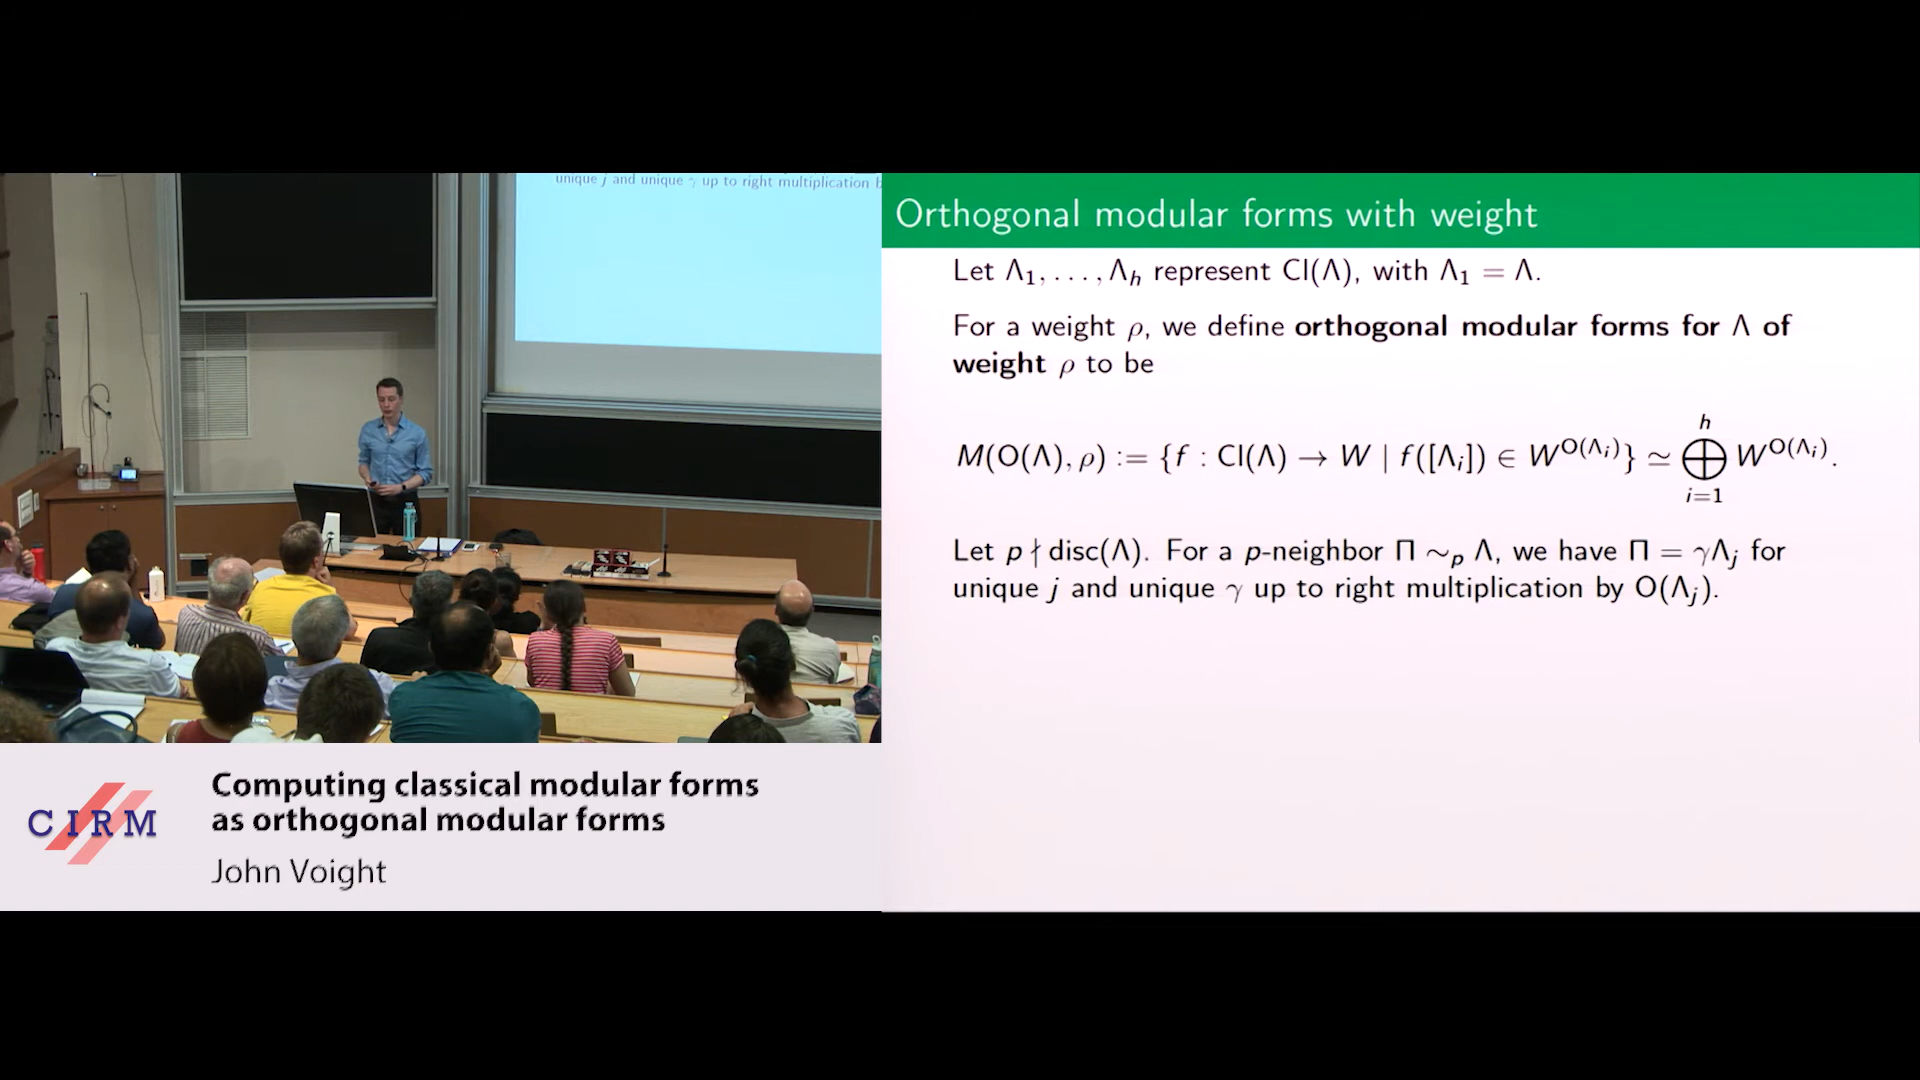 unique j and unique γ up to right multiplication b
Orthogonal modular forms with weight
Let Λ₁, . . . , Λₕ represent Cl(Λ), with Λ₁ = Λ.
For a weight ρ, we define orthogonal modular forms for Λ of
weight ρ to be
M(O(Λ), ρ) := {f : Cl(Λ) → W | f([Λᵢ]) ∈ W^{O(Λᵢ)}} ≃ ⊕_{i=1}^{h} W^{O(Λᵢ)}.
Let p ∤ disc(Λ). For a p-neighbor Π ∼ₚ Λ, we have Π = γΛⱼ for
unique j and unique γ up to right multiplication by O(Λⱼ).
CIRM
Computing classical modular forms
as orthogonal modular forms
John Voight